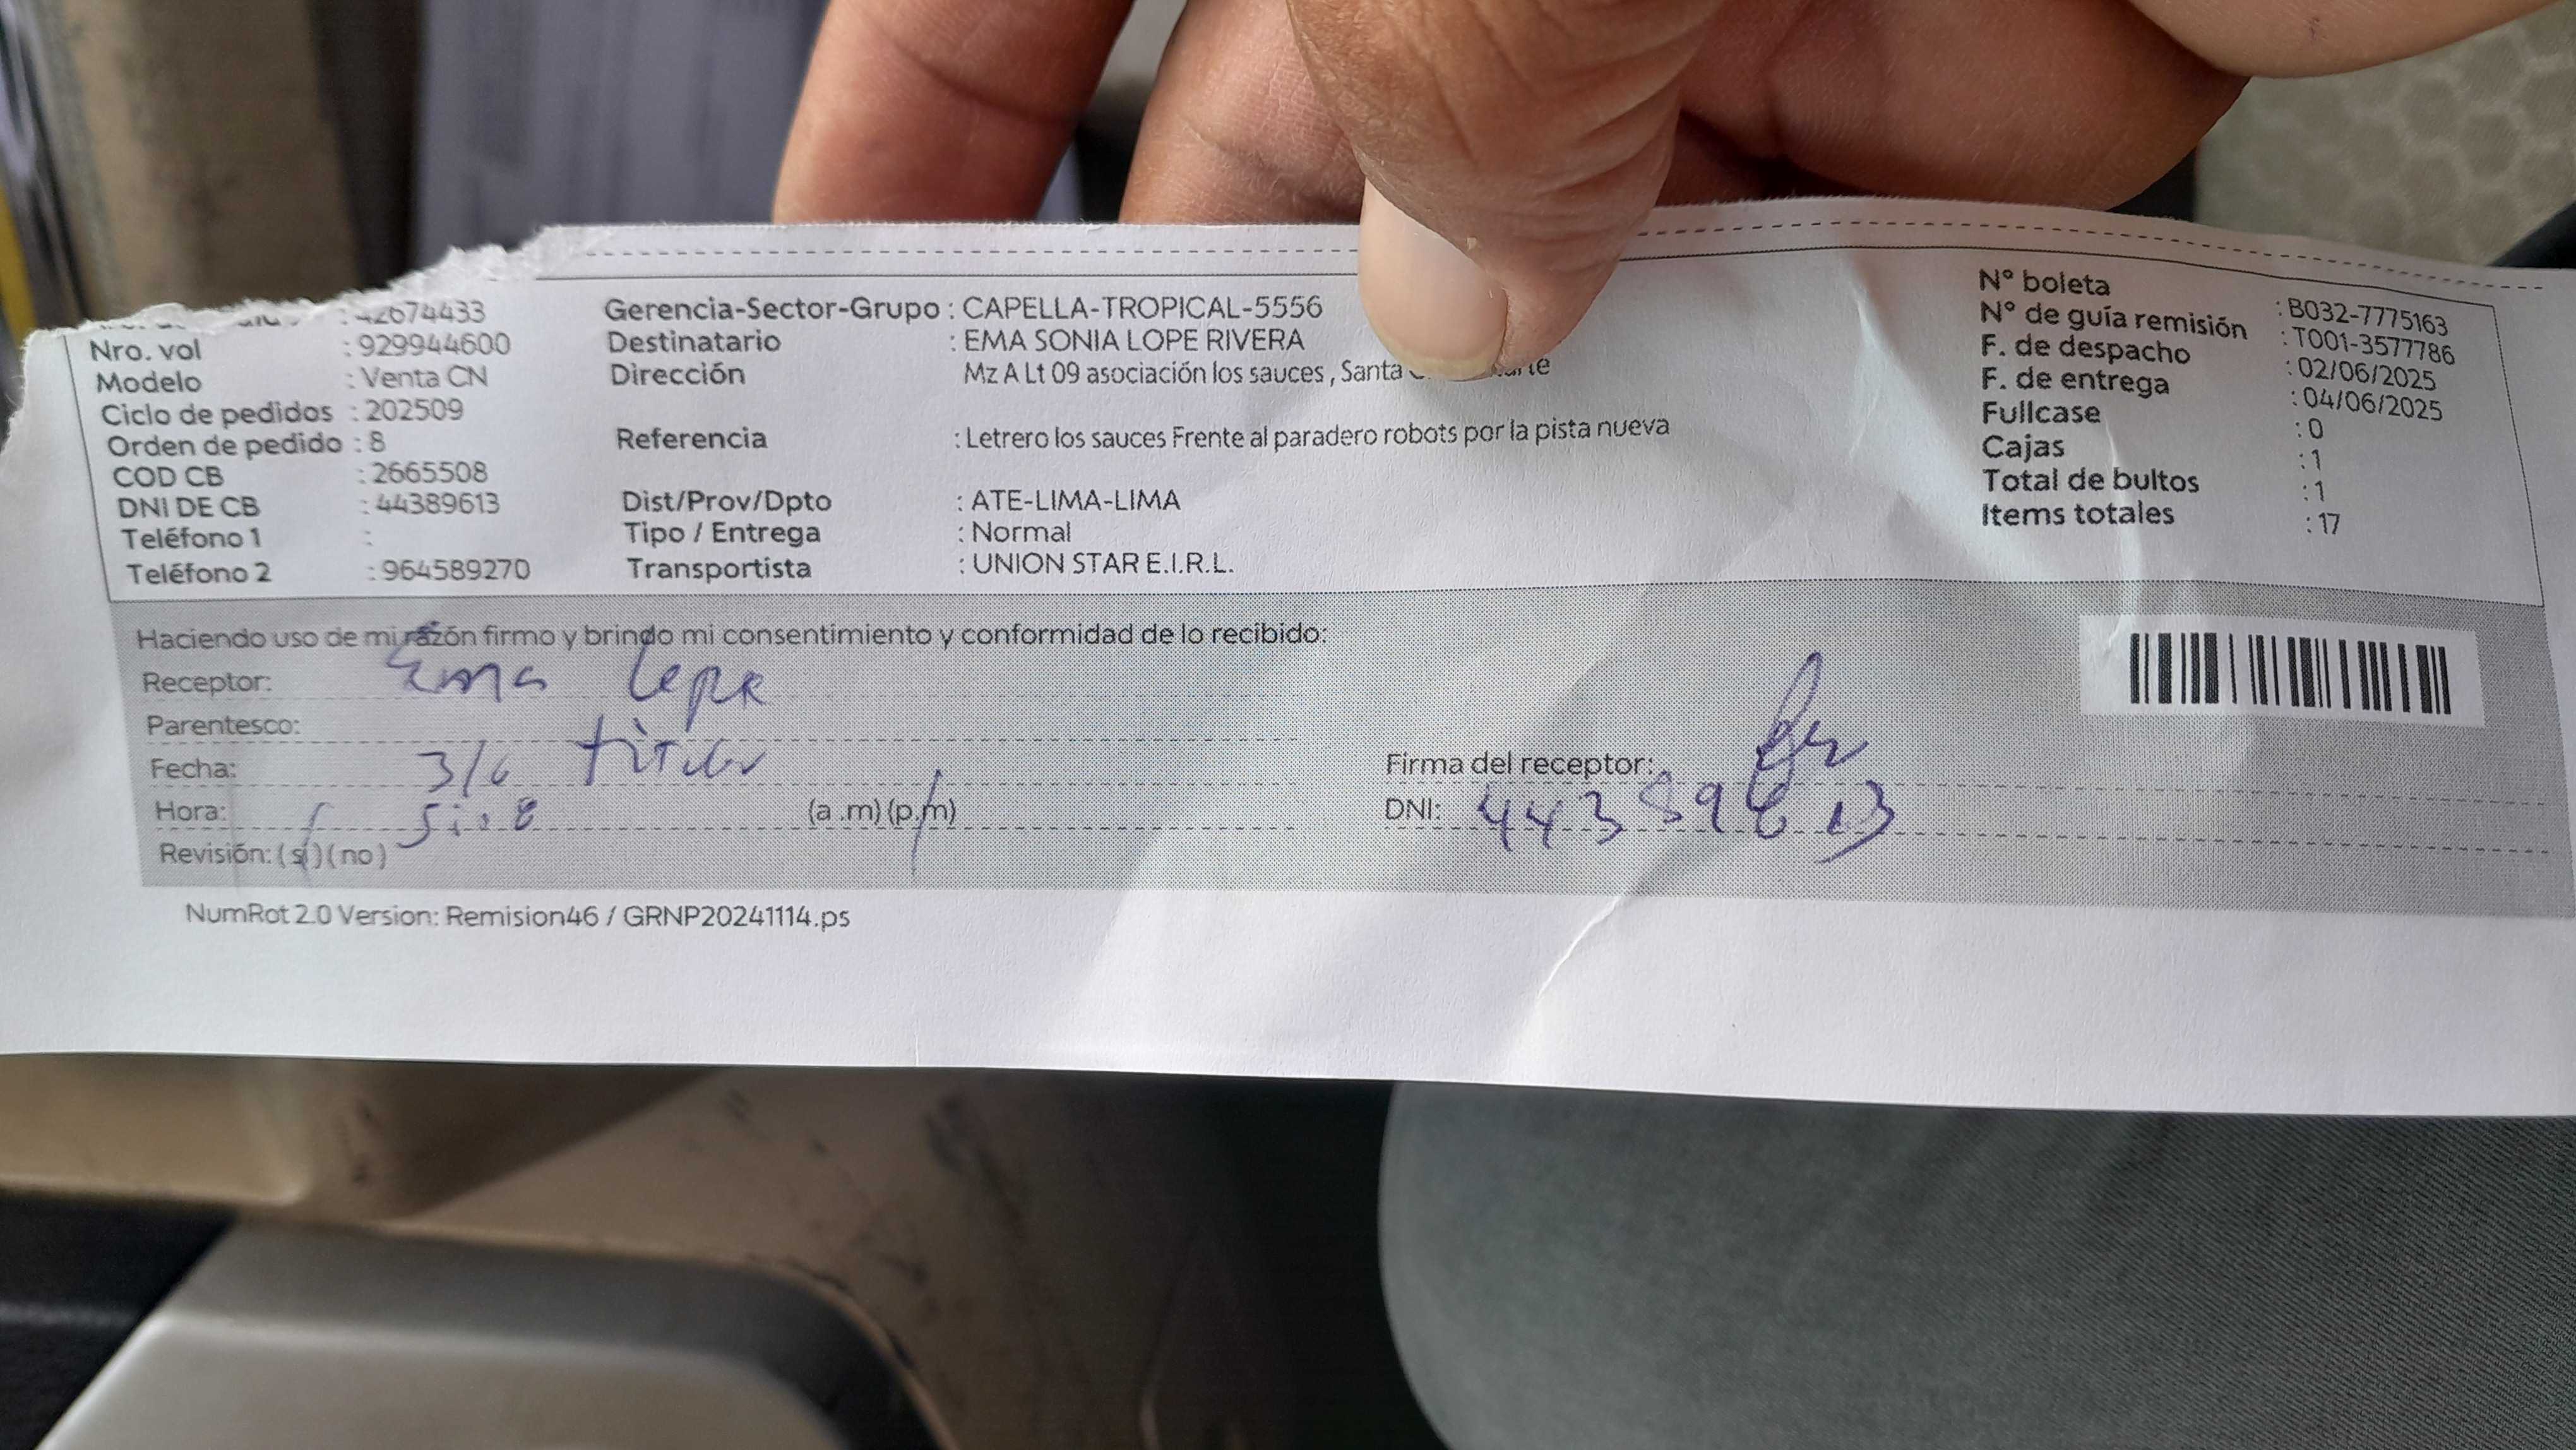 : 42674433
Nro. vol : 929944600
Modelo : Venta CN
Ciclo de pedidos : 202509
Orden de pedido : 8
COD CB : 2665508
DNI DE CB : 44389613
Teléfono 1 :
Teléfono 2 : 964589270
Gerencia-Sector-Grupo : CAPELLA-TROPICAL-5556
Destinatario : EMA SONIA LOPE RIVERA
Dirección Mz A Lt 09 asociación los sauces , Santa
Referencia : Letrero los sauces Frente al paradero robots por la pista nueva
Dist/Prov/Dpto : ATE-LIMA-LIMA
Tipo / Entrega : Normal
Transportista : UNION STAR E.I.R.L.
N° boleta : B032-7775163
N° de guía remisión : T001-3577786
F. de despacho : 02/06/2025
F. de entrega : 04/06/2025
Fullcase : 0
Cajas : 1
Total de bultos : 1
Items totales : 17
Haciendo uso de mi razón firmo y brindo mi consentimiento y conformidad de lo recibido:
Receptor: Ema Lope
Parentesco: Titular
Fecha: 3/6
Hora: (a.m) (p.m)
Revisión: (si) (no)
Firma del receptor:
DNI: 44389613
NumRot 2.0 Version: Remision46 / GRNP20241114.ps